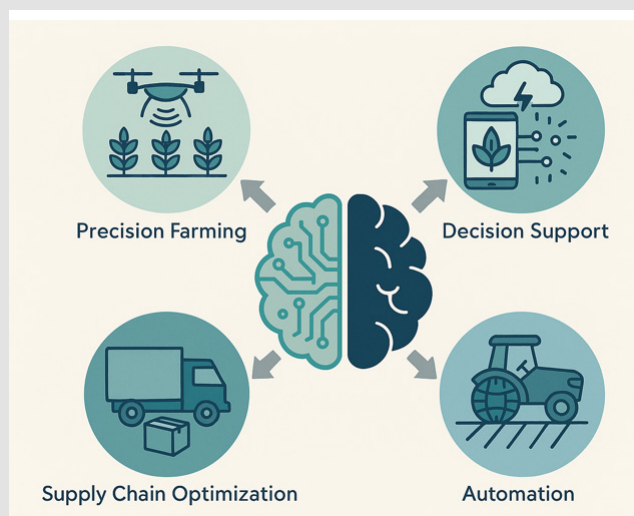 Precision Farming
Decision Support
Supply Chain Optimization
Automation